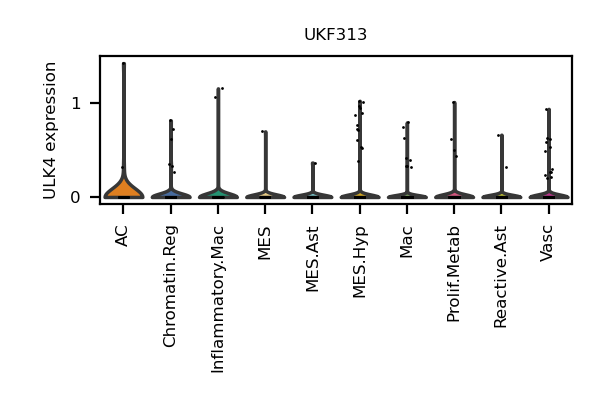 UKF313
ULK4 expression
1
0
AC
Chromatin.Reg
Inflammatory.Mac
MES
MES.Ast
MES.Hyp
Mac
Prolif.Metab
Reactive.Ast
Vasc